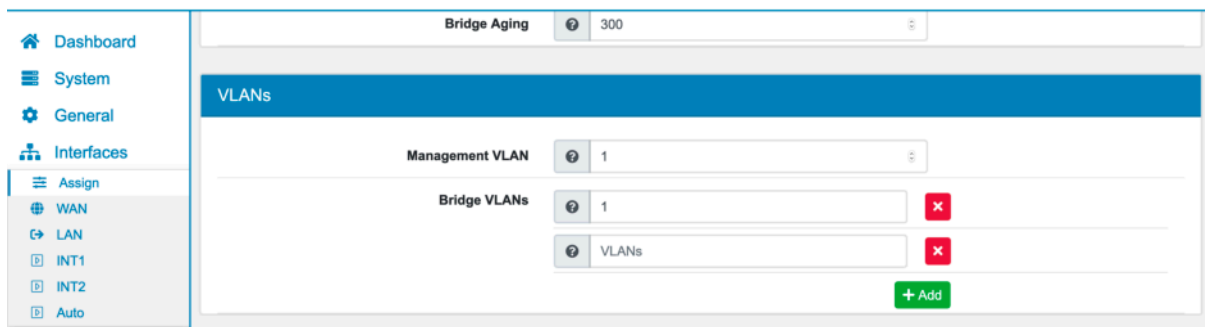 Dashboard
System
General
Interfaces
Assign
WAN
LAN
INT1
INT2
Auto
Bridge Aging 300
VLANs
Management VLAN 1
Bridge VLANs 1
VLANs
+ Add